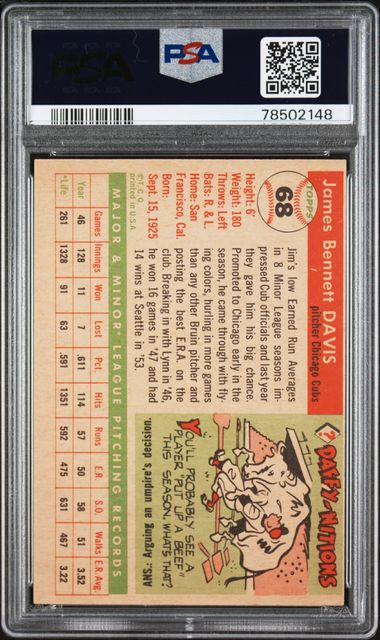 PSA
PSA
78502148
TOPPS
68
James Bennett DAVIS
pitcher Chicago Cubs
Height: 6'
Weight: 180
Throws: Left
Bats: R. & L.
Home: San
Francisco, Cal.
Born:
Sept. 15, 1925
©T. C. G.
printed in U.S.A.
Jim's low Earned Run Averages
in 8 Minor League seasons im-
pressed Cub officials and last year
they gave him his big chance.
Promoted to Chicago early in the
season, he came through with fly-
ing colors, hurling in more games
than any other Bruin pitcher and
posting the best E.R.A. on the
club. Breaking in with Lynn in '46,
he won 16 games in '47 and had
14 wins at Seattle in '53.
? DAFFY-NITIONS
YOU'LL PROBABLY SEE A
PLAYER "PUT UP A BEEF"
THIS SEASON. WHAT'S THAT?
ANS: Arguing an umpire's decision.
MAJOR & MINOR LEAGUE PITCHING RECORDS
Games Innings Won Lost Pct. Hits Runs E.R. S.O. Walks E.R. Avg.
Year 46 128 11 7 .611 114 57 50 58 51 3.52
Life 261 1328 91 63 .591 1351 592 475 631 467 3.22